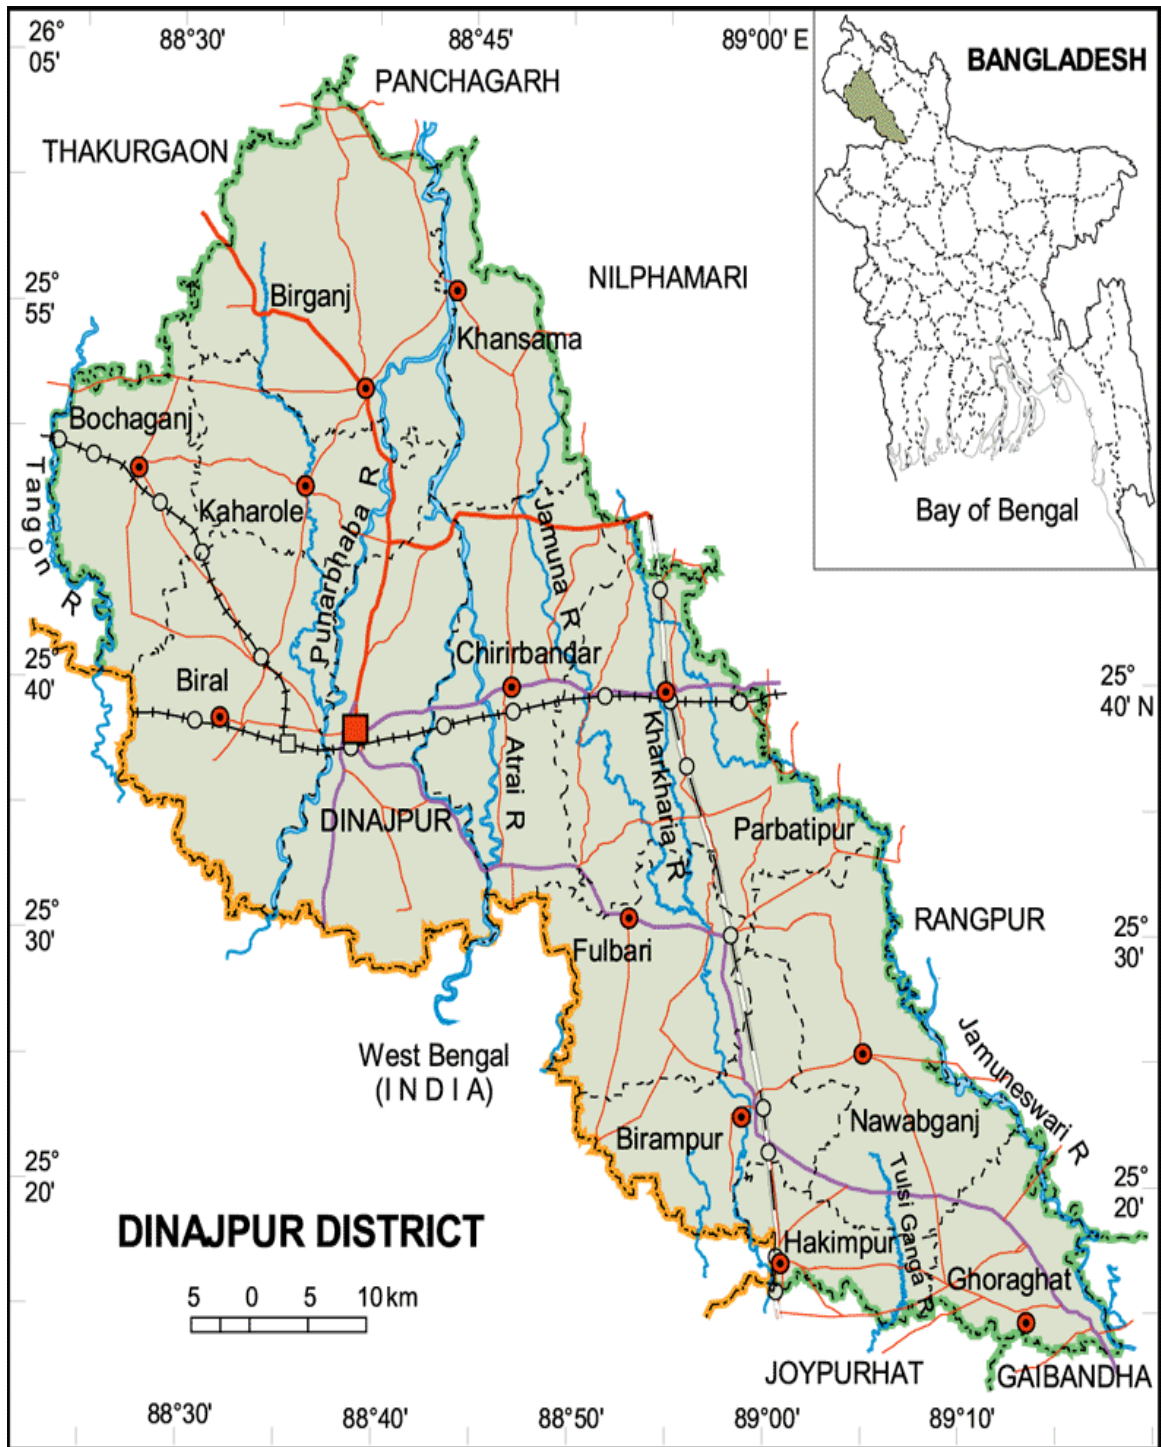 26°
05'
88°30'
88°45'
89°00' E
BANGLADESH
PANCHAGARH
THAKURGAON
NILPHAMARI
25°
55'
Birganj
Khansama
Bochaganj
Kaharole
Tangon R
Punarbhaba R
Jamuna R
Bay of Bengal
Chirirbandar
25°
40'
Biral
25°
40' N
Kharkharia R
Atrai R
DINAJPUR
Parbatipur
25°
30'
RANGPUR
25°
30'
Fulbari
West Bengal
(INDIA)
Jamuneswari R
Nawabganj
Birampur
25°
20'
Tulsi Ganga R
25°
20'
DINAJPUR DISTRICT
Hakimpur
Ghoraghat
5 0 5 10 km
JOYPURHAT
GAIBANDHA
88°30'
88°40'
88°50'
89°00'
89°10'